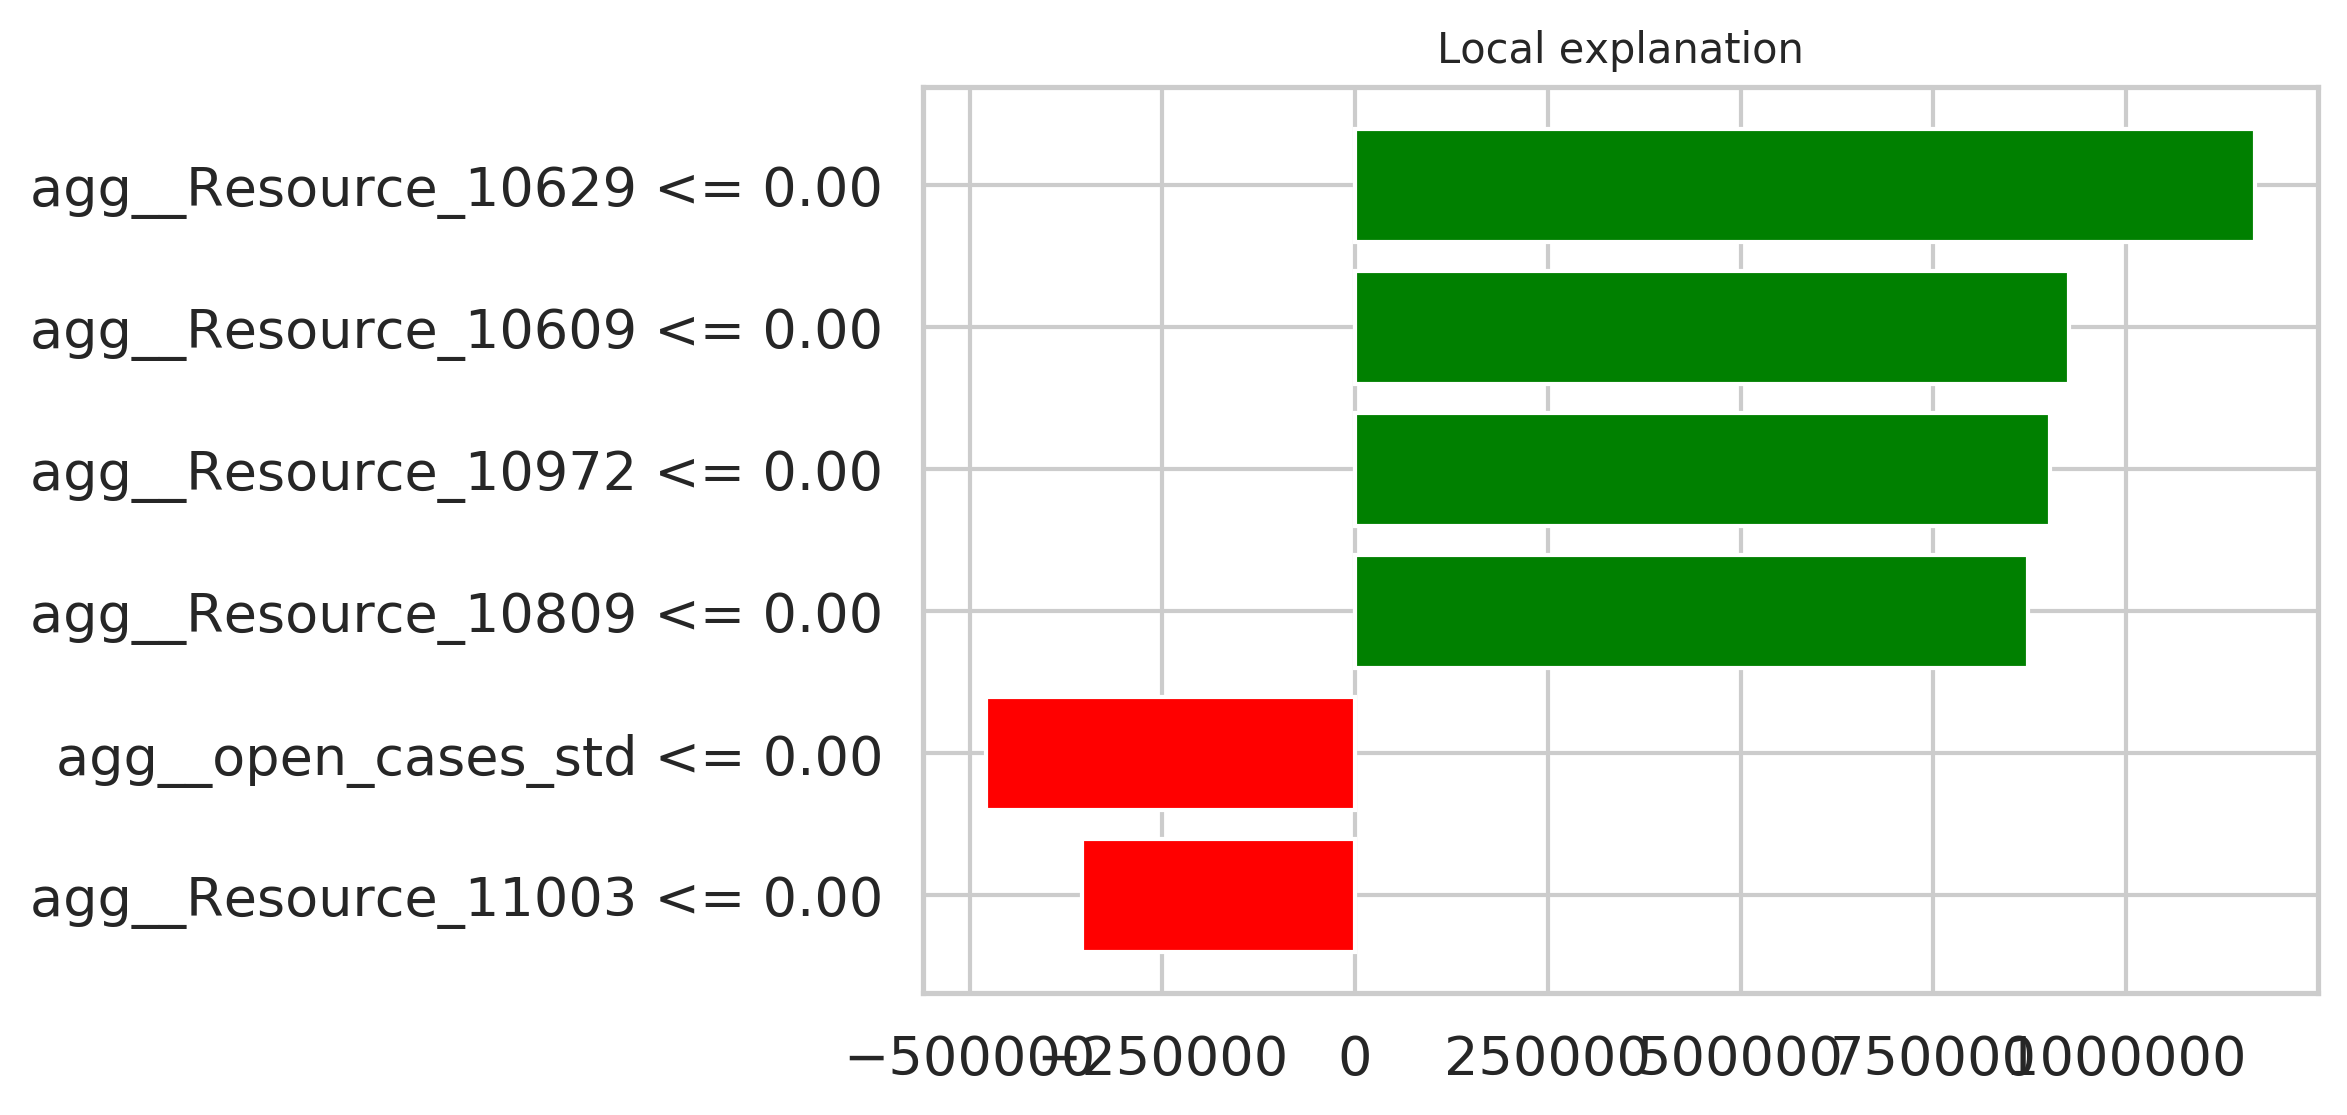 Local explanation
agg__Resource_10629 <= 0.00
agg__Resource_10609 <= 0.00
agg__Resource_10972 <= 0.00
agg__Resource_10809 <= 0.00
agg__open_cases_std <= 0.00
agg__Resource_11003 <= 0.00
−500000 −250000 0 250000 500000 750000 1000000